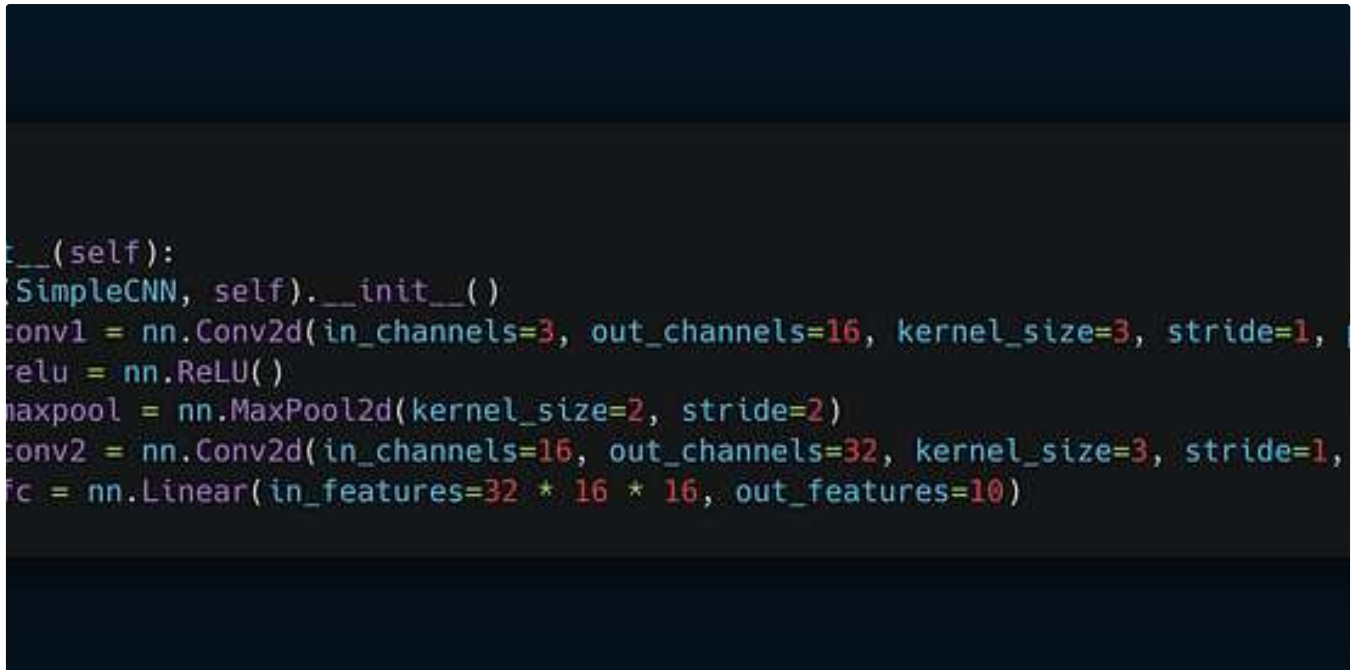 t__(self):
(SimpleCNN, self).__init__()
conv1 = nn.Conv2d(in_channels=3, out_channels=16, kernel_size=3, stride=1,
relu = nn.ReLU()
maxpool = nn.MaxPool2d(kernel_size=2, stride=2)
conv2 = nn.Conv2d(in_channels=16, out_channels=32, kernel_size=3, stride=1,
fc = nn.Linear(in_features=32 * 16 * 16, out_features=10)